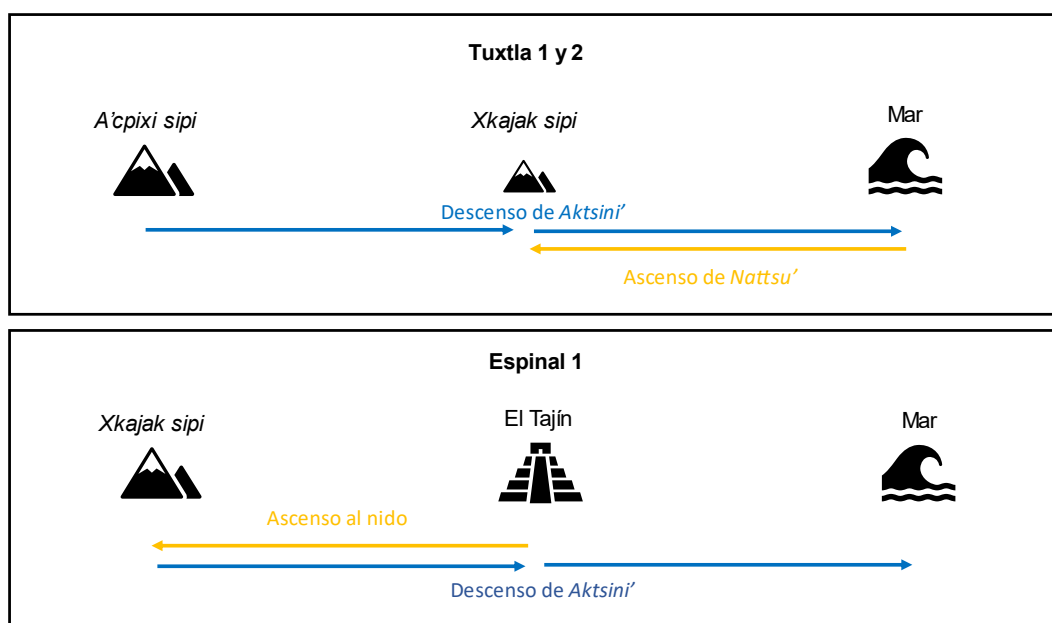 Tuxtla 1 y 2
A’cpixi sipi
Xkajak sipi
Mar
Descenso de Aktsini’
Ascenso de Nattsu’
Espinal 1
Xkajak sipi
El Tajín
Mar
Ascenso al nido
Descenso de Aktsini’